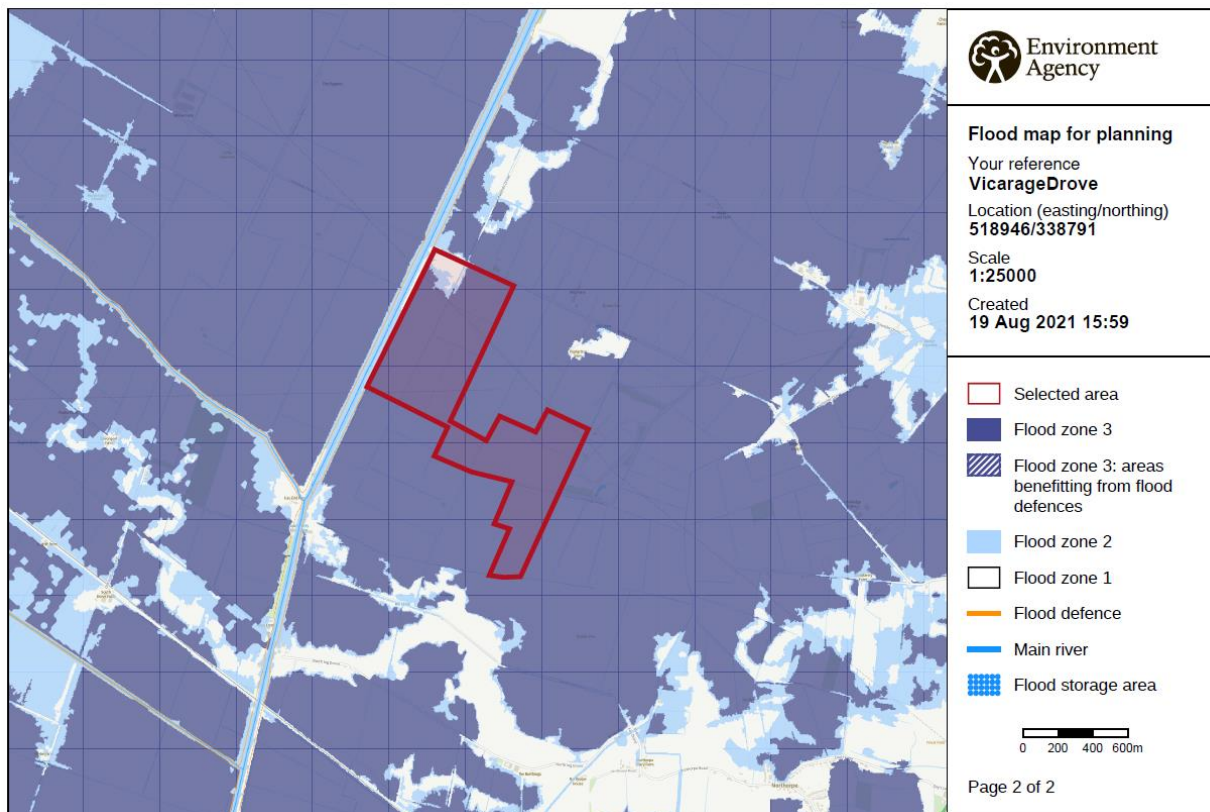 Environment
Agency
Flood map for planning
Your reference
VicarageDrove
Location (easting/northing)
518946/338791
Scale
1:25000
Created
19 Aug 2021 15:59
Selected area
Flood zone 3
Flood zone 3: areas
benefitting from flood
defences
Flood zone 2
Flood zone 1
Flood defence
Main river
Flood storage area
0 200 400 600m
Page 2 of 2